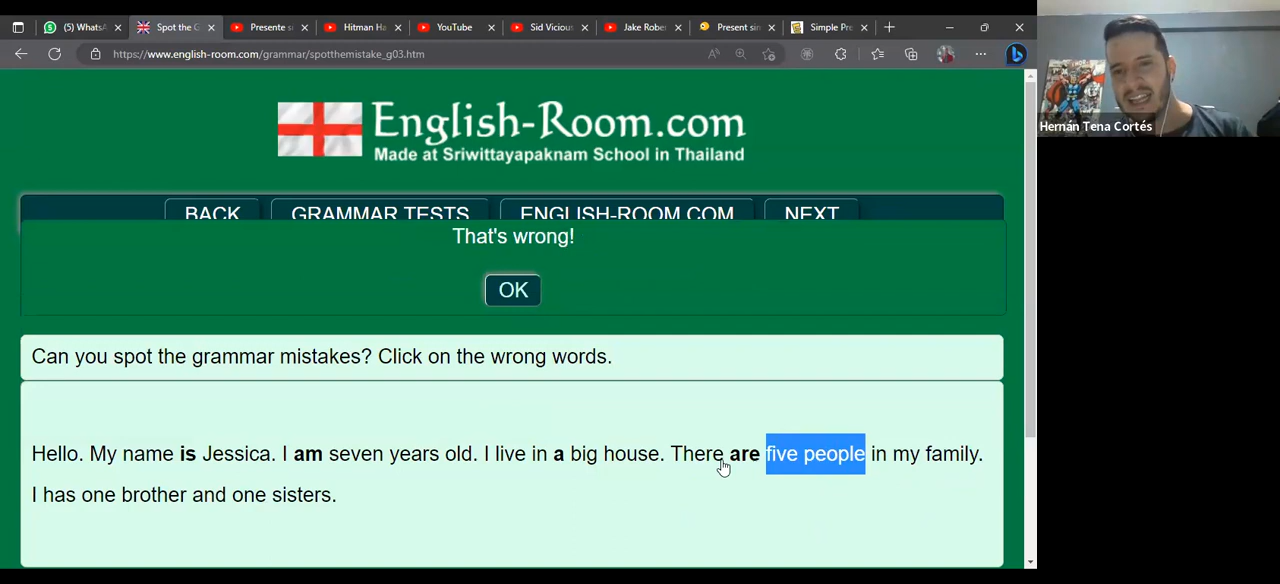 (5) WhatsA
Spot the G
Presente s
Hitman Ha
YouTube
Sid Vicious
Jake Rober
Present sim
Simple Pre
https://www.english-room.com/grammar/spotthemistake_g03.htm
English-Room.com
Made at Sriwittayapaknam School in Thailand
BACK
GRAMMAR TESTS
ENGLISH-ROOM.COM
NEXT
That's wrong!
OK
Can you spot the grammar mistakes? Click on the wrong words.
Hello. My name is Jessica. I am seven years old. I live in a big house. There are five people in my family.
I has one brother and one sisters.
Hernán Tena Cortés